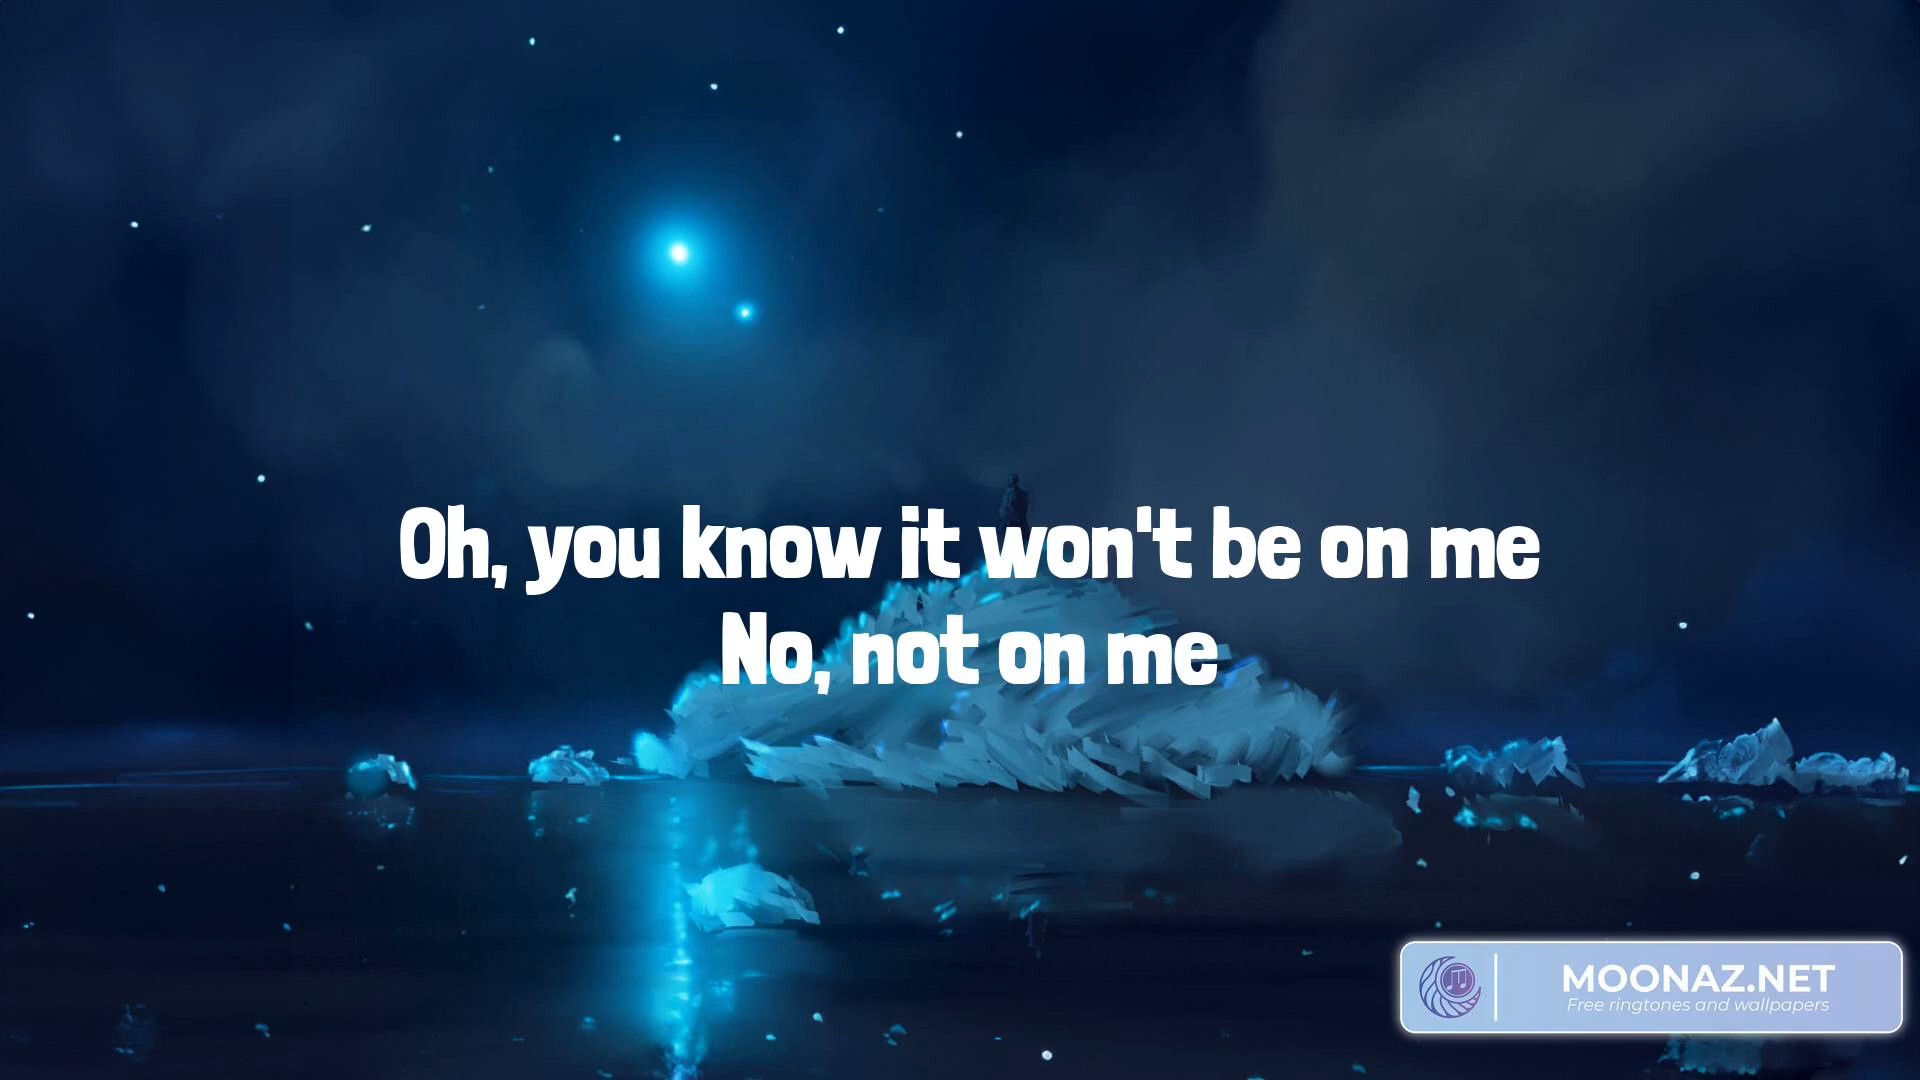 Oh, you know it won't be on me
No, not on me
MOONAZ.NET
Free ringtones and wallpapers